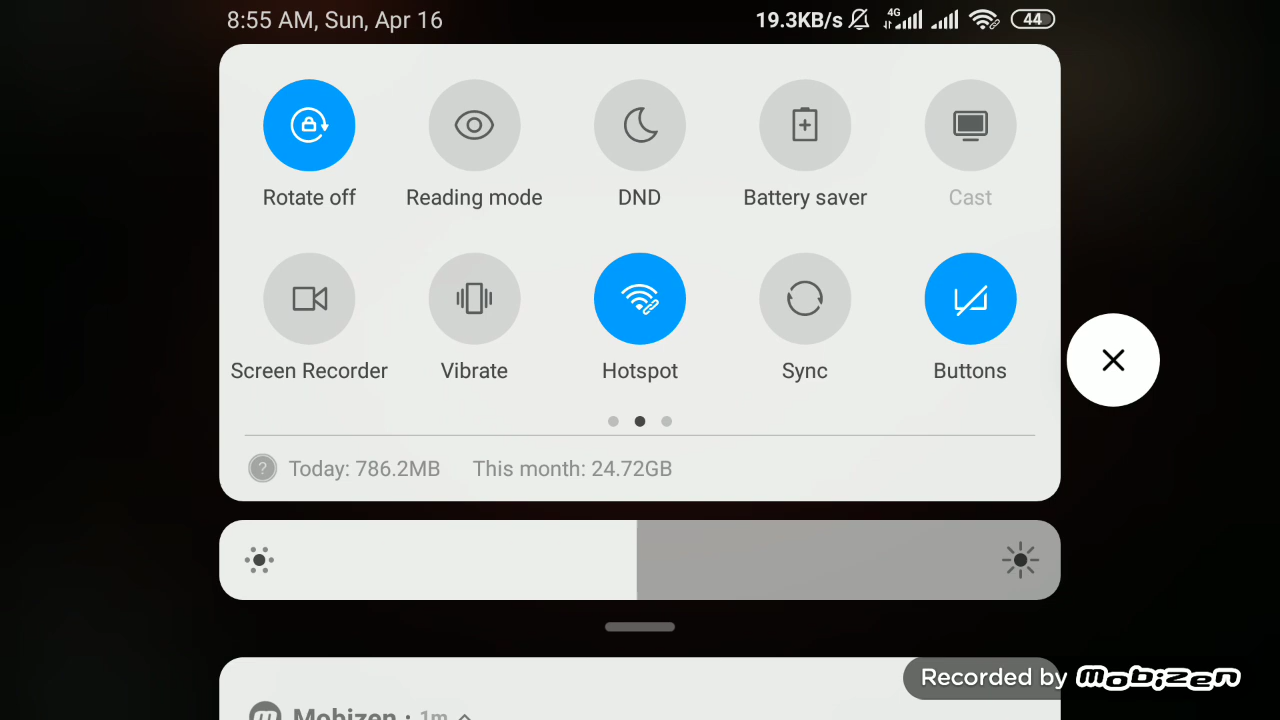 8:55 AM, Sun, Apr 16 19.3KB/s 4G 44
Rotate off Reading mode DND Battery saver Cast
Screen Recorder Vibrate Hotspot Sync Buttons
Today: 786.2MB This month: 24.72GB
Recorded by mobizen
Mobizen · 1m